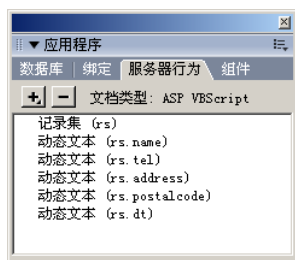 应用程序
数据库 绑定 服务器行为 组件
文档类型: ASP VBScript
记录集 (rs)
动态文本 (rs.name)
动态文本 (rs.tel)
动态文本 (rs.address)
动态文本 (rs.postalcode)
动态文本 (rs.dt)